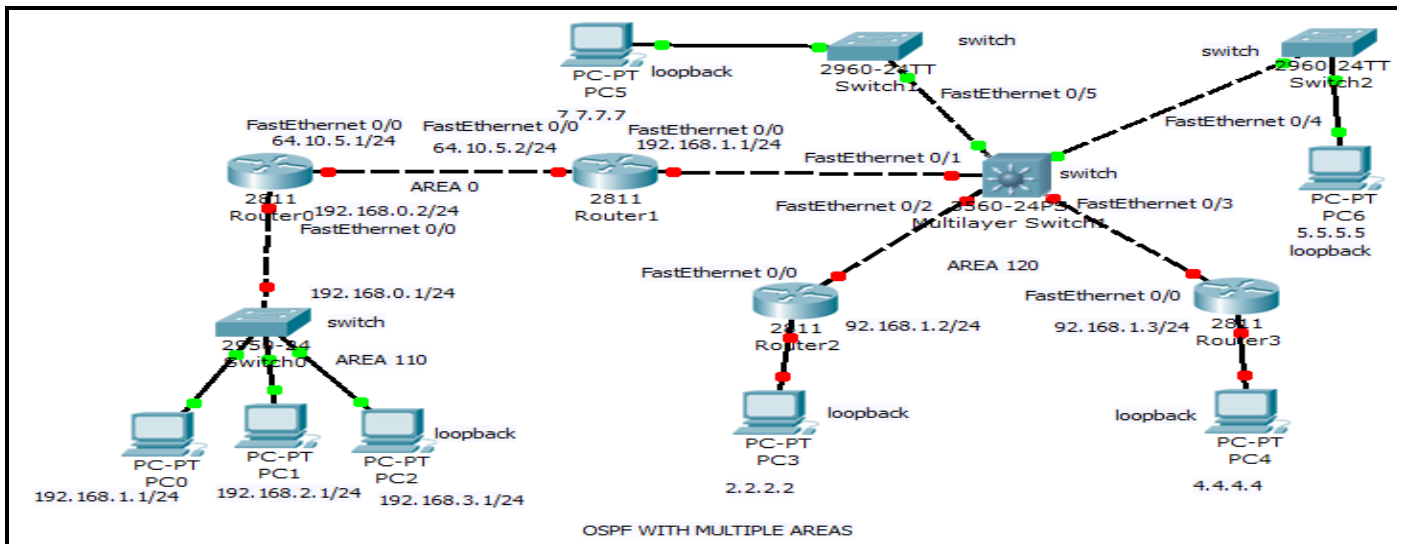 switch
switch
PC-PT
PC5
loopback
2960-24TT
Switch1
2960-24TT
Switch2
7.7.7.7
FastEthernet 0/5
FastEthernet 0/4
FastEthernet 0/0
64.10.5.1/24
FastEthernet 0/0
64.10.5.2/24
FastEthernet 0/0
192.168.1.1/24
FastEthernet 0/1
switch
AREA 0
2811
Router0
2811
Router1
3560-24PS
Multilayer Switch1
PC-PT
PC6
5.5.5.5
loopback
192.168.0.2/24
FastEthernet 0/0
FastEthernet 0/2
FastEthernet 0/3
AREA 120
FastEthernet 0/0
FastEthernet 0/0
192.168.0.1/24
switch
2950-24
Switch0
AREA 110
2811
Router2
92.168.1.2/24
92.168.1.3/24
2811
Router3
loopback
loopback
loopback
PC-PT
PC0
PC-PT
PC1
PC-PT
PC2
PC-PT
PC3
PC-PT
PC4
192.168.1.1/24
192.168.2.1/24
192.168.3.1/24
2.2.2.2
4.4.4.4
OSPF WITH MULTIPLE AREAS